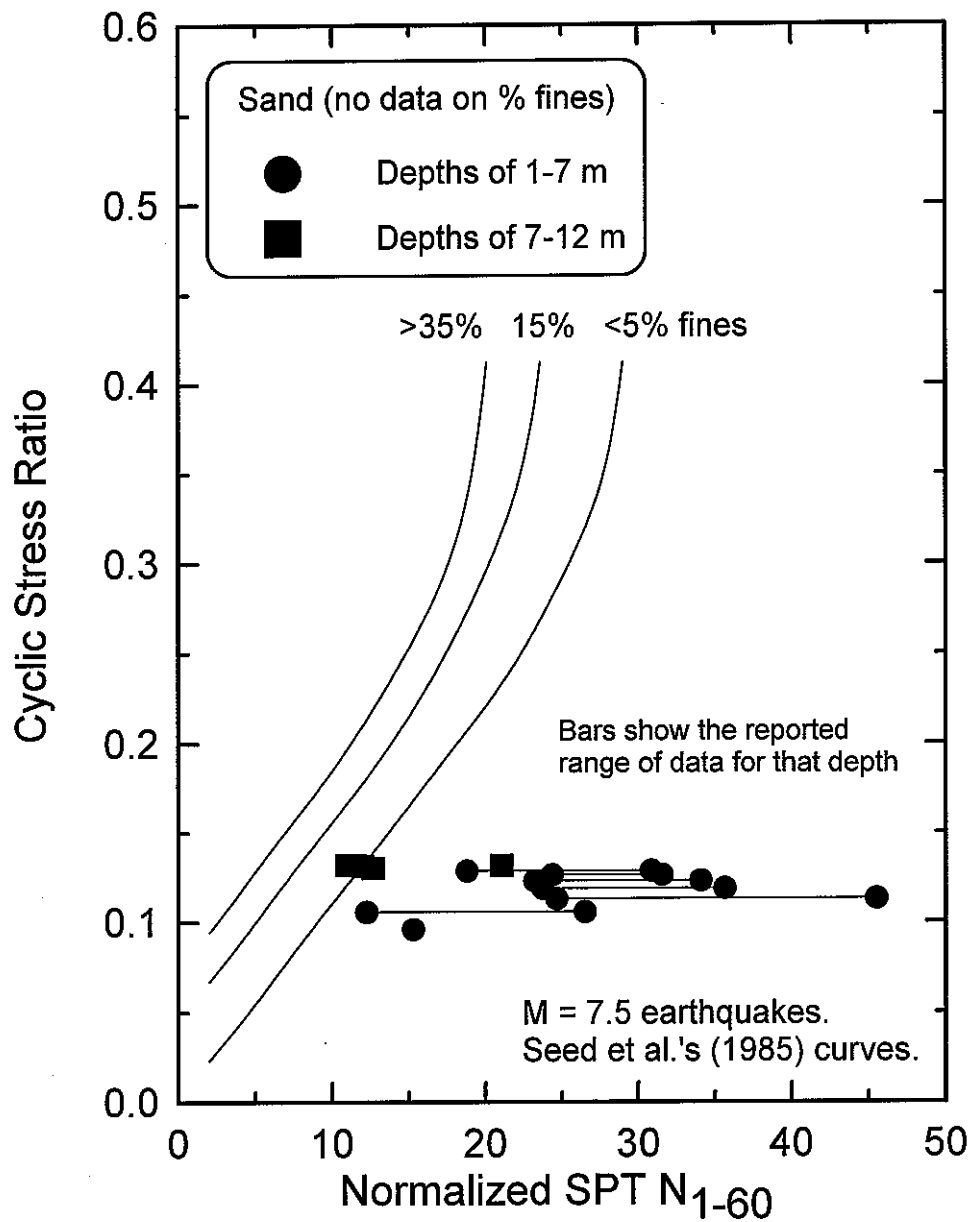 0.6
0.5
0.4
0.3
0.2
0.1
0.0
Cyclic Stress Ratio
Sand (no data on % fines)
Depths of 1-7 m
Depths of 7-12 m
>35% 15% <5% fines
Bars show the reported
range of data for that depth
M = 7.5 earthquakes.
Seed et al.'s (1985) curves.
0 10 20 30 40 50
Normalized SPT N1-60